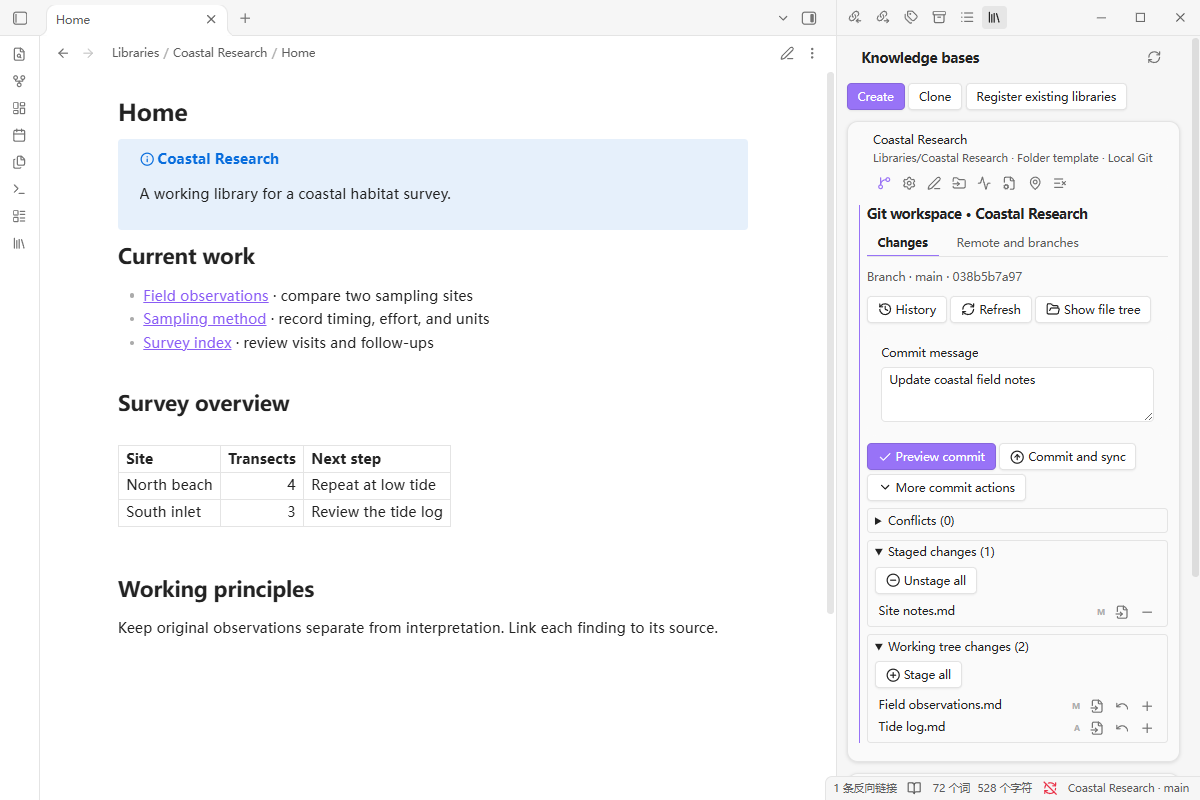 Home
Libraries / Coastal Research / Home
Home
Coastal Research
A working library for a coastal habitat survey.
Current work
Field observations · compare two sampling sites
Sampling method · record timing, effort, and units
Survey index · review visits and follow-ups
Survey overview
Site Transects Next step
North beach 4 Repeat at low tide
South inlet 3 Review the tide log
Working principles
Keep original observations separate from interpretation. Link each finding to its source.
Knowledge bases
Create Clone Register existing libraries
Coastal Research
Libraries/Coastal Research · Folder template · Local Git
Git workspace • Coastal Research
Changes Remote and branches
Branch · main · 038b5b7a97
History Refresh Show file tree
Commit message
Update coastal field notes
Preview commit Commit and sync
More commit actions
Conflicts (0)
Staged changes (1)
Unstage all
Site notes.md M
Working tree changes (2)
Stage all
Field observations.md M
Tide log.md A
1 条反向链接 72 个词 528 个字符 Coastal Research · main